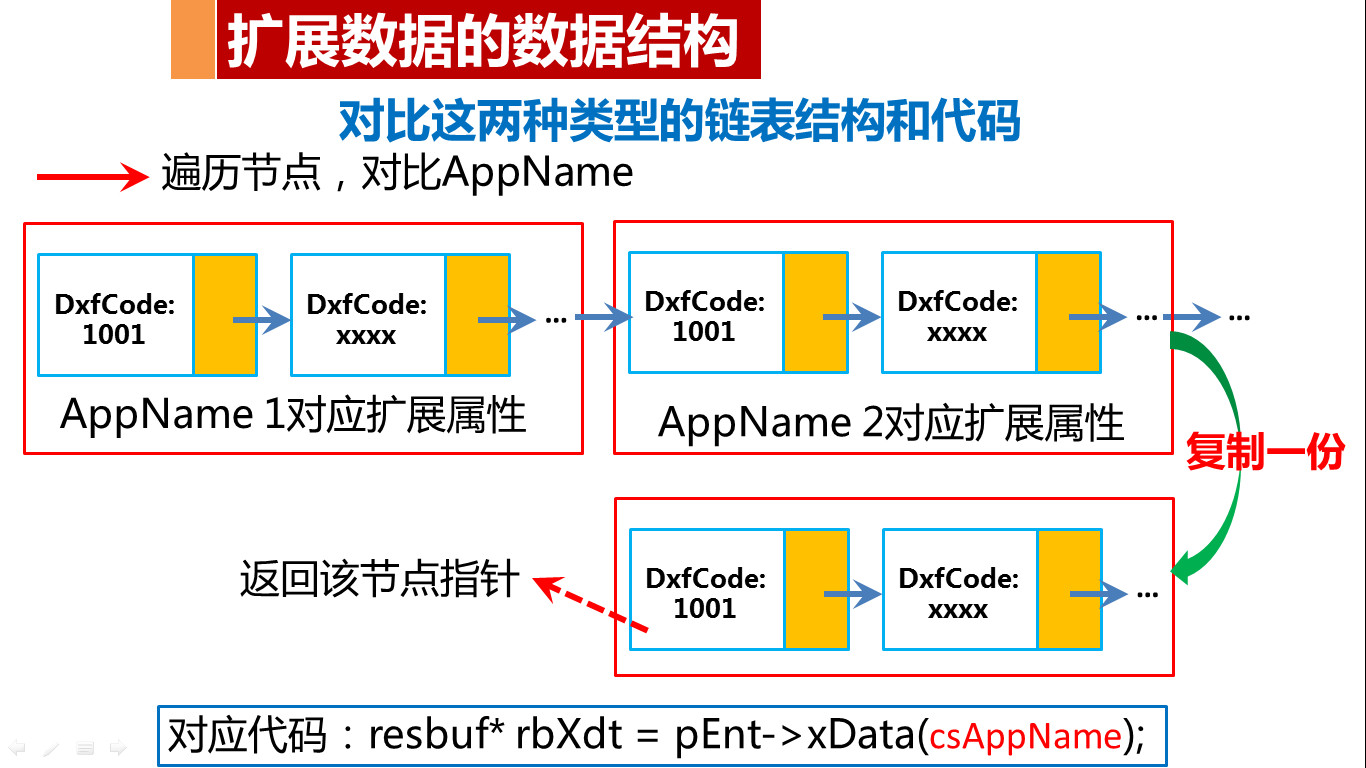 扩展数据的数据结构
对比这两种类型的链表结构和代码
遍历节点，对比AppName
DxfCode:
1001
DxfCode:
xxxx
...
DxfCode:
1001
DxfCode:
xxxx
...
...
AppName 1对应扩展属性
AppName 2对应扩展属性
复制一份
返回该节点指针
DxfCode:
1001
DxfCode:
xxxx
...
对应代码：resbuf* rbXdt = pEnt->xData(csAppName);